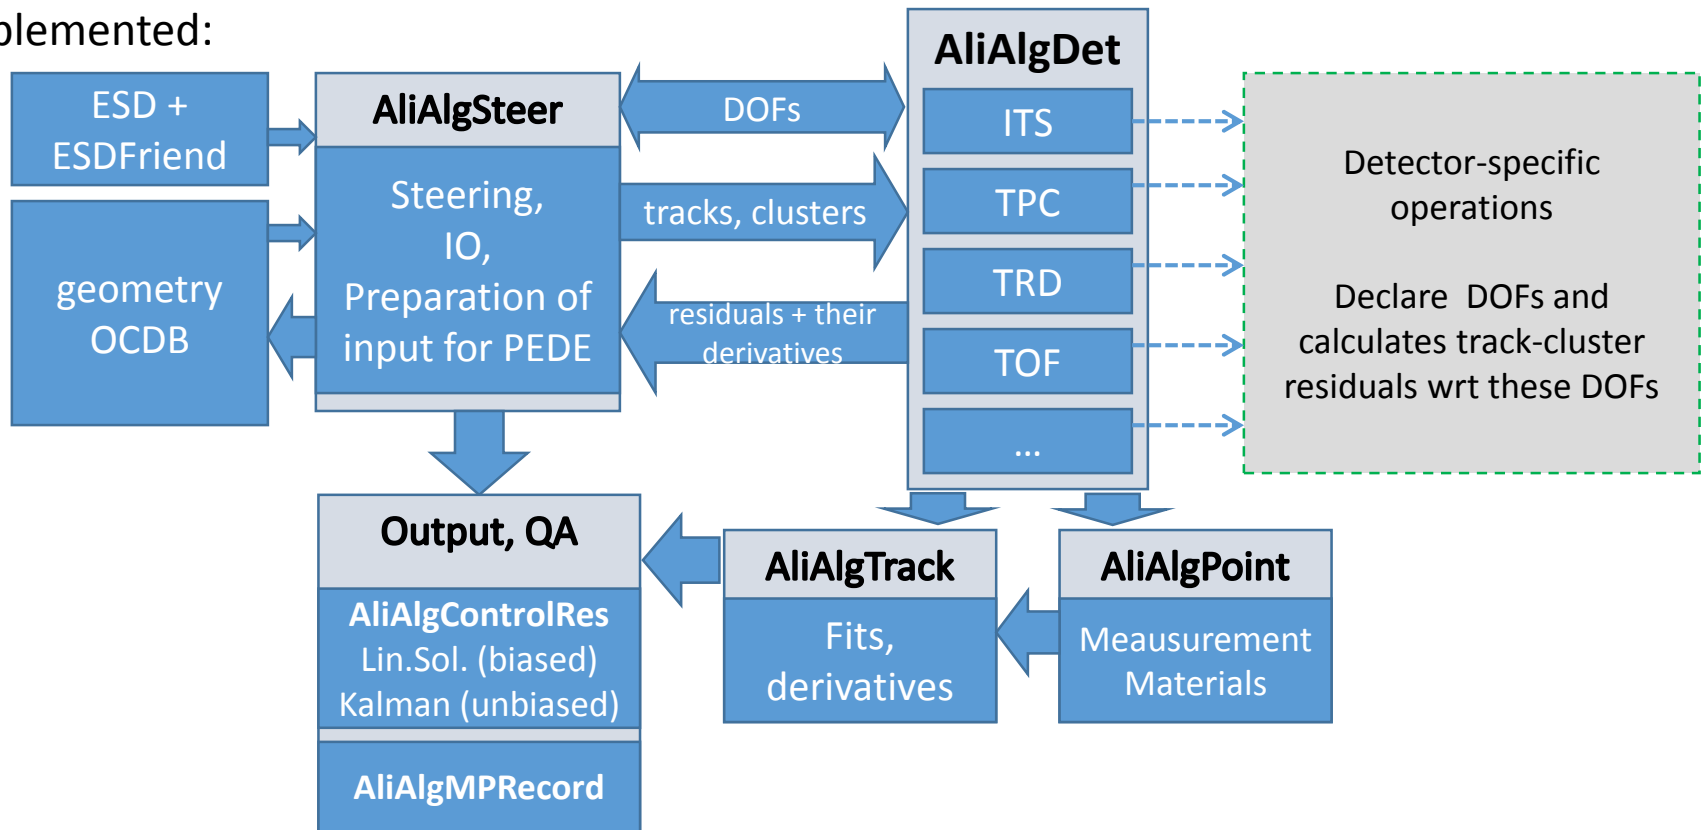 plemented:
ESD +
ESDFriend
geometry
OCDB
AliAlgSteer
Steering,
IO,
Preparation of
input for PEDE
DOFs
tracks, clusters
residuals + their
derivatives
AliAlgDet
ITS
TPC
TRD
TOF
...
Detector-specific
operations
Declare DOFs and
calculates track-cluster
residuals wrt these DOFs
Output, QA
AliAlgControlRes
Lin.Sol. (biased)
Kalman (unbiased)
AliAlgMPRecord
AliAlgTrack
Fits,
derivatives
AliAlgPoint
Meausurement
Materials